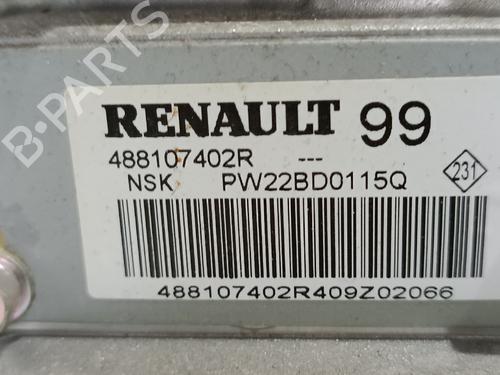 B-PARTS
RENAULT 99
488107402R ---
NSK PW22BD0115Q
231
488107402R409Z02066